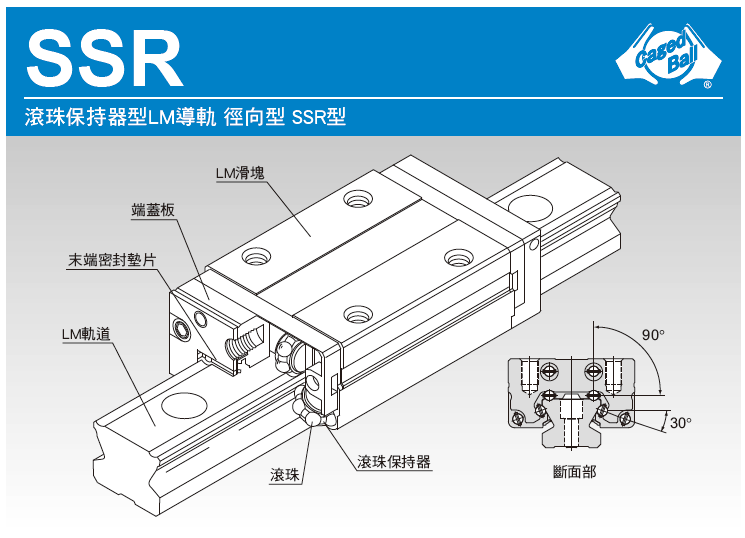 SSR
Caged
Ball
®
滾珠保持器型LM導軌 徑向型 SSR型
LM滑塊
端蓋板
末端密封墊片
LM軌道
90°
30°
滾珠保持器
滾珠
斷面部